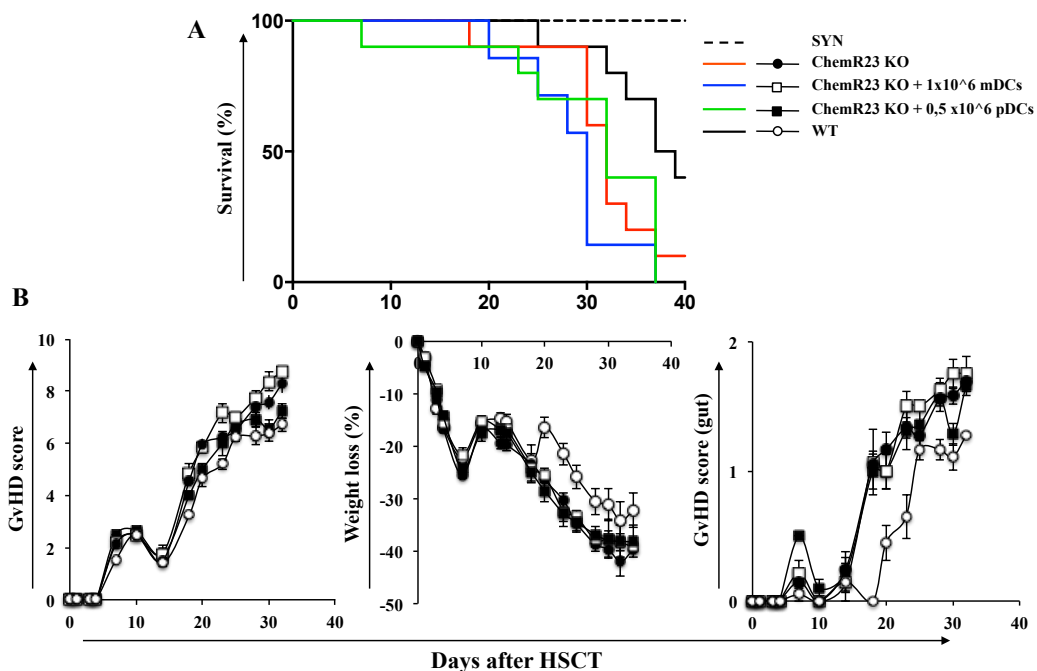 A
Survival (%)
100
50
0
0 10 20 30 40
SYN
ChemR23 KO
ChemR23 KO + 1x10^6 mDCs
ChemR23 KO + 0,5 x10^6 pDCs
WT
B
GvHD score
10
8
6
4
2
0
0 10 20 30 40
Weight loss (%)
0
-10
-20
-30
-40
-50
0 10 20 30 40
GvHD score (gut)
2
1
0
0 10 20 30 40
Days after HSCT